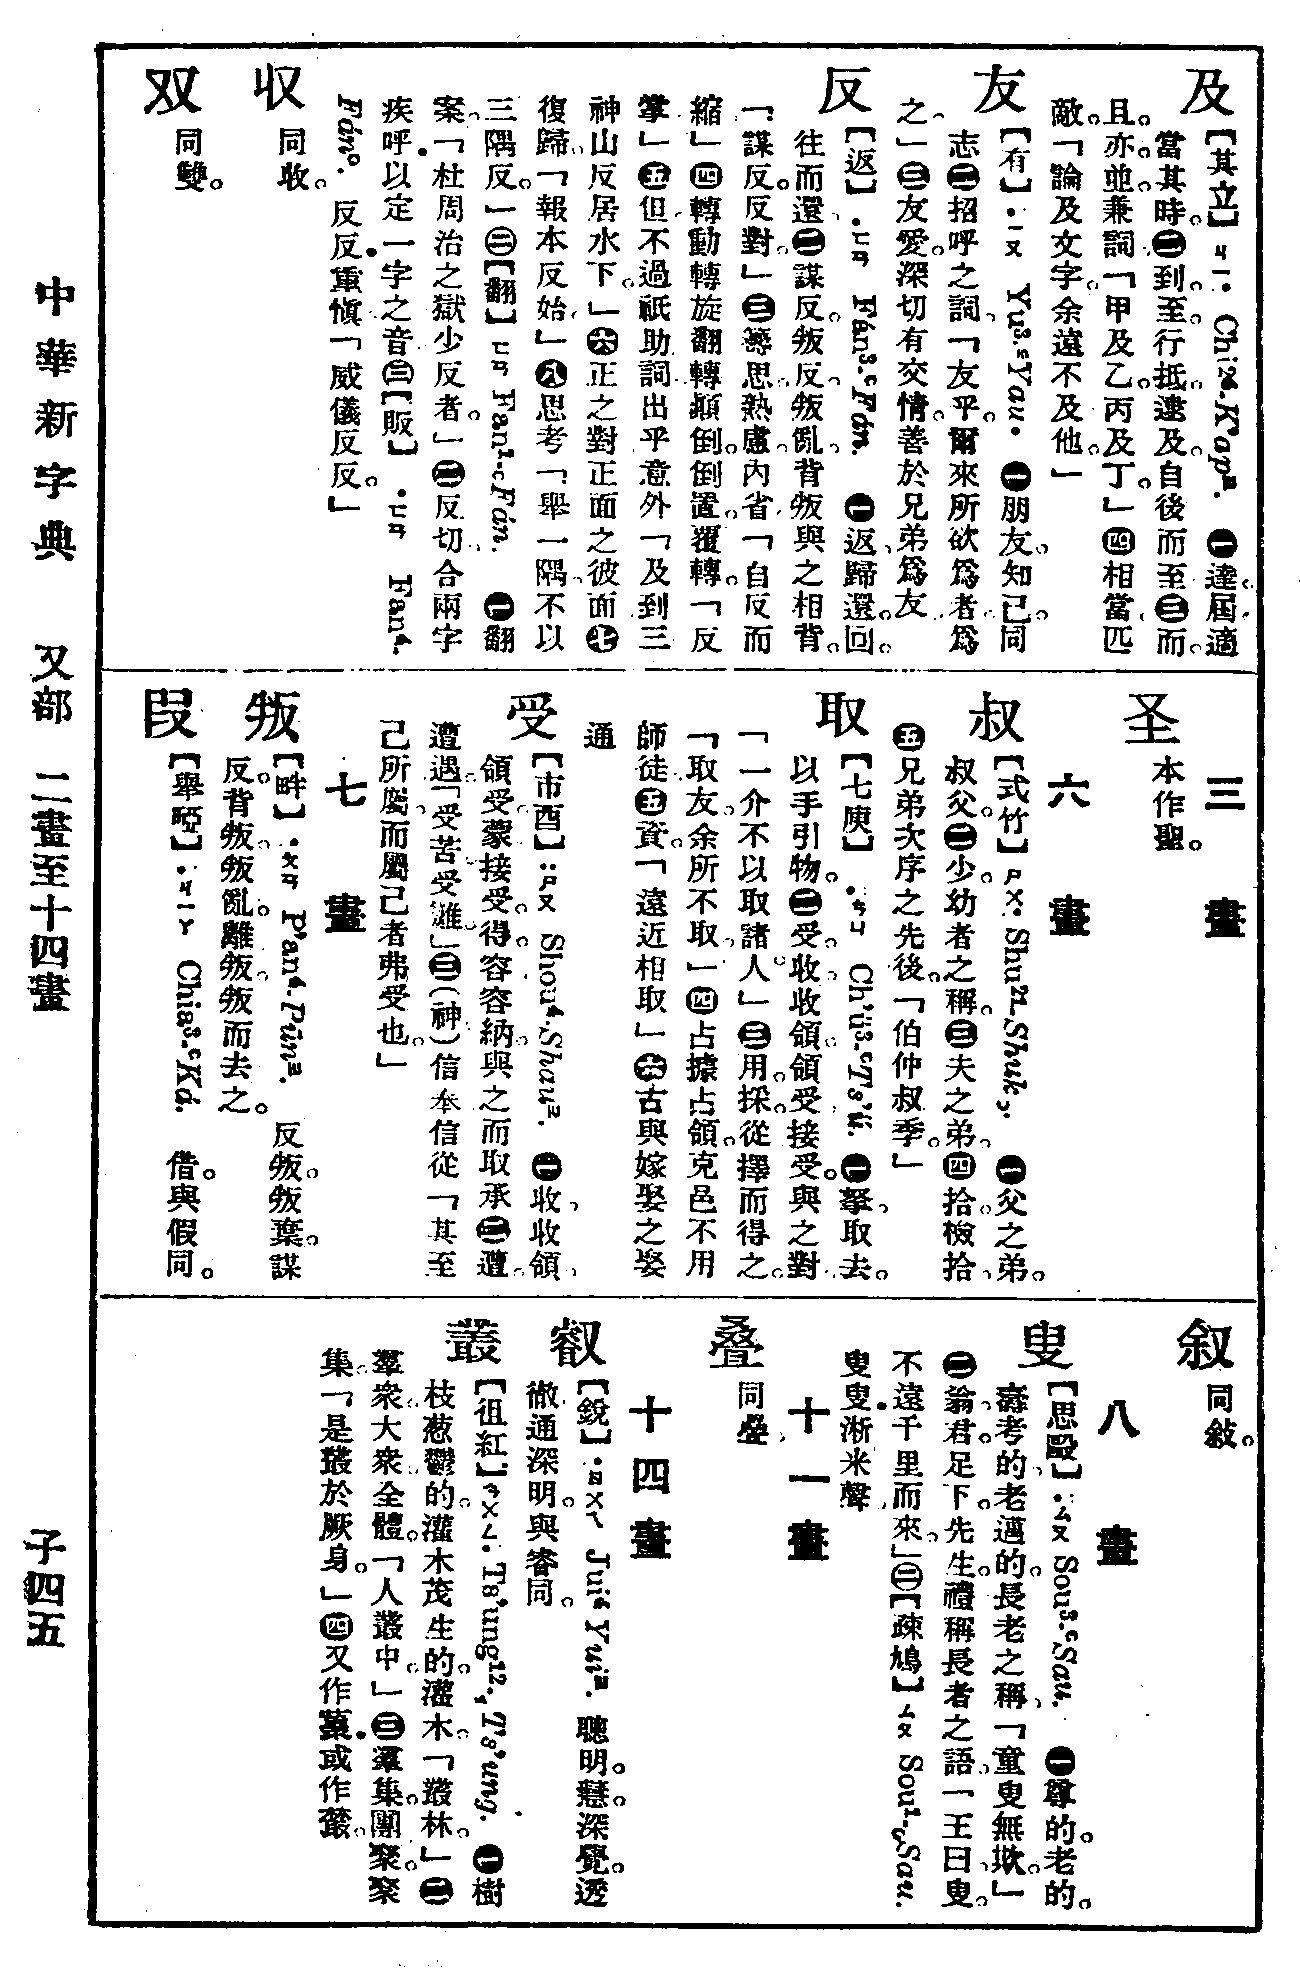 中華新字典 又部 二畫至十四畫 子四五
及【其立】ㄐㄧ· Chi²⁴.K'ap². ㊀達屆適
當其時。㊁到至行抵逮及自後而至㊂而
且。亦並兼詞「甲及乙。丙及丁。」㊃相當匹
敵。「論及文字余遠不及他。」
友【有】·ㄧㄡ Yu³.ᶜYau. ㊀朋友。知己同
志㊁招呼之詞「友乎。爾來所欲爲者爲
之」㊂友愛。深切有交情。善於兄弟爲友
反【返】·ㄈㄢ Fán³.ᶜFán. ㊀返歸還。回。
往而還㊁謀反。叛反。叛亂。背叛與之相背。
「謀反。反對」㊂尋思熟慮內省「自反而
縮」㊃轉動轉旋翻轉顚倒。倒置。覆轉。「反
掌」㊄但不過祇助詞出乎意外「及到三
神山反居水下。」㊅正之對正面之彼面㊆
復歸「報本反始」㊇思考「舉一隅不以
三隅反。」㊁【翻】ㄈㄢ Fan¹.ᶜFán. ㊀翻
案「杜周治之獄少反者。」㊁反切合兩字
疾呼以定一字之音㊂【販】·ㄈㄢ Fan⁴.
Fán°. 反反重愼「威儀反反。」
収 同收。
双 同雙。
三畫
圣 本作聖。
六畫
叔【式竹】ㄕㄨ· Shu²⁴.Shuk. ㊀父之弟。
叔父㊁少。幼者之稱。㊂夫之弟。㊃拾。檢拾
㊄兄弟次序之先後。「伯仲叔季。」
取【七庾】·ㄑㄩ Ch'ü³.ᶜTs'ü. ㊀拏取去。
以手引物。㊁受。收收領。領受接受。與之對
「一介不以取諸人」㊂用。採。從擇而得之。
「取友。余所不取」㊃占據占領。克邑不用
師徒㊄資。「遠近相取」㊅古與嫁娶之娶
通
受【市酉】:ㄕㄡ Shou⁴.Shau². ㊀收收領
領受蒙接受。得。容容納與之而取承㊁遭
遭遇「受苦受難」㊂(神)信奉信從「其至
己所屬而屬己者弗受也。」
七畫
叛【畔】·ㄆㄢ P'an⁴.Pūn². 反叛。叛棄。謀
反。背叛。叛亂。離叛。叛而去之。
叚【舉啞】·ㄐㄧㄚ Chia³.ᶜKá. 借。與假同。
叙 同敍。
八畫
叟【思毆】:ㄙㄡ Sou³.ᶜSau. ㊀尊的。老的。
壽考的老邁的。長老之稱「童叟無欺。」
㊁翁。君。足下。先生。禮稱長者之語「王曰叟。
不遠千里而來。」㊁【疎鳩】ㄙㄡ Sou¹.Sau.
叟叟淅米聲
十一畫
叠 同疊
十四畫
叡【銳】·ㄖㄨㄟ Jui⁴.Yui². 聰明。慧。深覺。透
徹通深明。與睿同。
叢【徂紅】ㄘㄨㄥ· Ts'ung¹².Ts'ung. ㊀樹
枝葱鬱的。灌木茂生的。灌木「叢林。」㊁
羣衆大衆全體。「人叢中」㊂滙集。團聚。聚
集「是叢於厥身。」㊃又作藂或作樷。